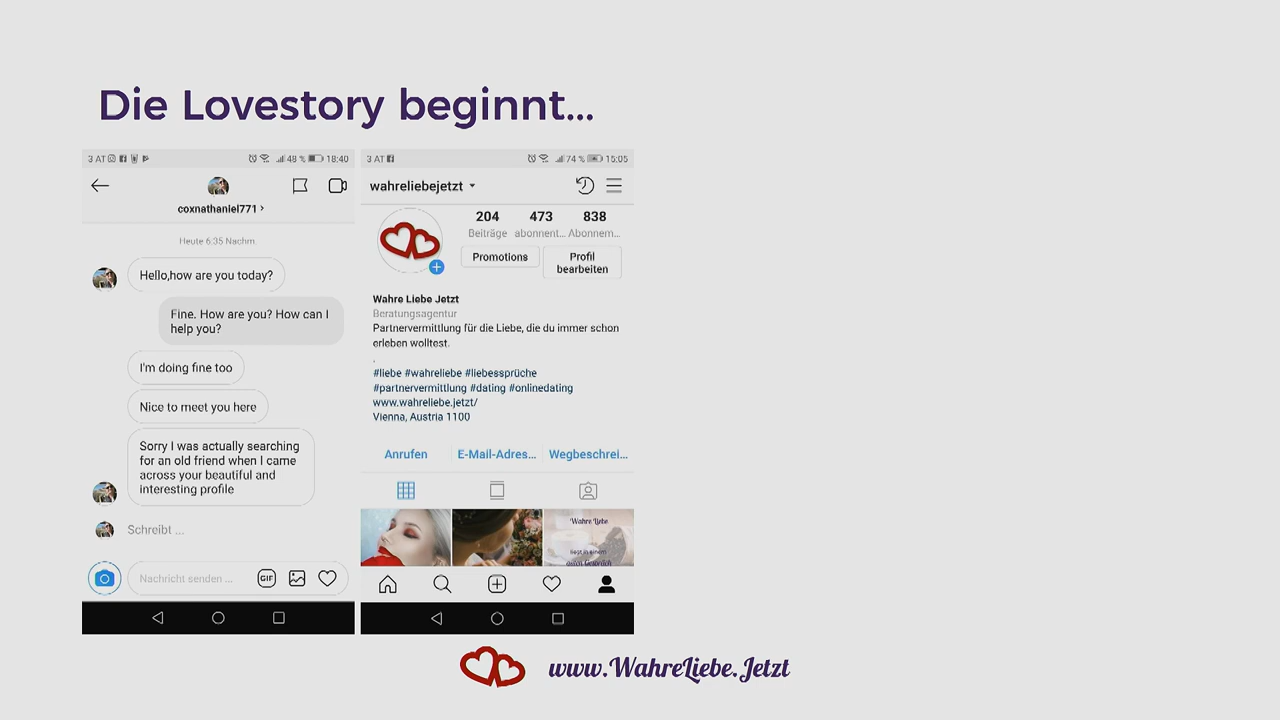 Die Lovestory beginnt...
3 AT
48 %
18:40
coxnathaniel771 >
Heute 6:35 Nachm.
Hello,how are you today?
Fine. How are you? How can I
help you?
I'm doing fine too
Nice to meet you here
Sorry I was actually searching
for an old friend when I came
across your beautiful and
interesting profile
Schreibt ...
Nachricht senden ...
GIF
3 AT
74 %
15:05
wahreliebejetzt
204 473 838
Beiträge abonnent... Abonnem...
Promotions
Profil
bearbeiten
Wahre Liebe Jetzt
Beratungsagentur
Partnervermittlung für die Liebe, die du immer schon
erleben wolltest.
.
#liebe #wahreliebe #liebessprüche
#partnervermittlung #dating #onlinedating
www.wahreliebe.jetzt/
Vienna, Austria 1100
Anrufen E-Mail-Adres... Wegbeschrei...
Wahre Liebe
liegt in einem
guten Gespräch
www.WahreLiebe.Jetzt